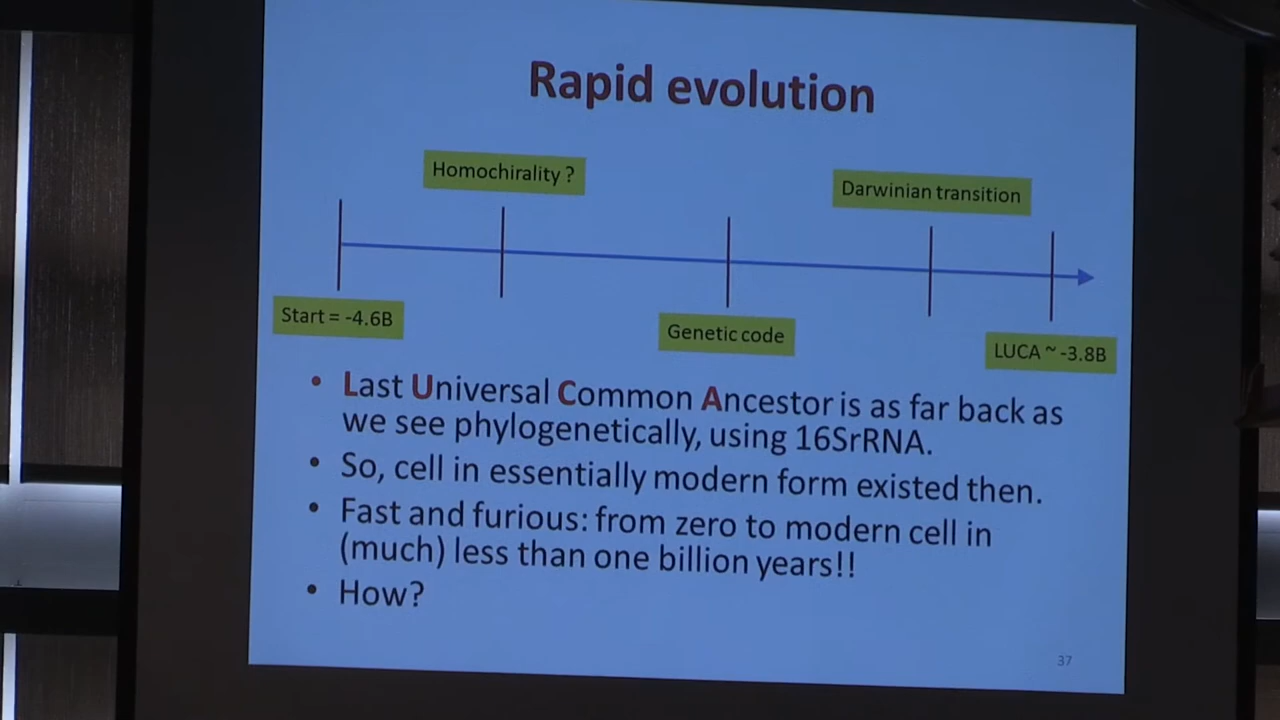 Rapid evolution
Homochirality ?
Darwinian transition
Start = -4.6B
Genetic code
LUCA ~ -3.8B
• Last Universal Common Ancestor is as far back as
we see phylogenetically, using 16SrRNA.
• So, cell in essentially modern form existed then.
• Fast and furious: from zero to modern cell in
(much) less than one billion years!!
• How?
37